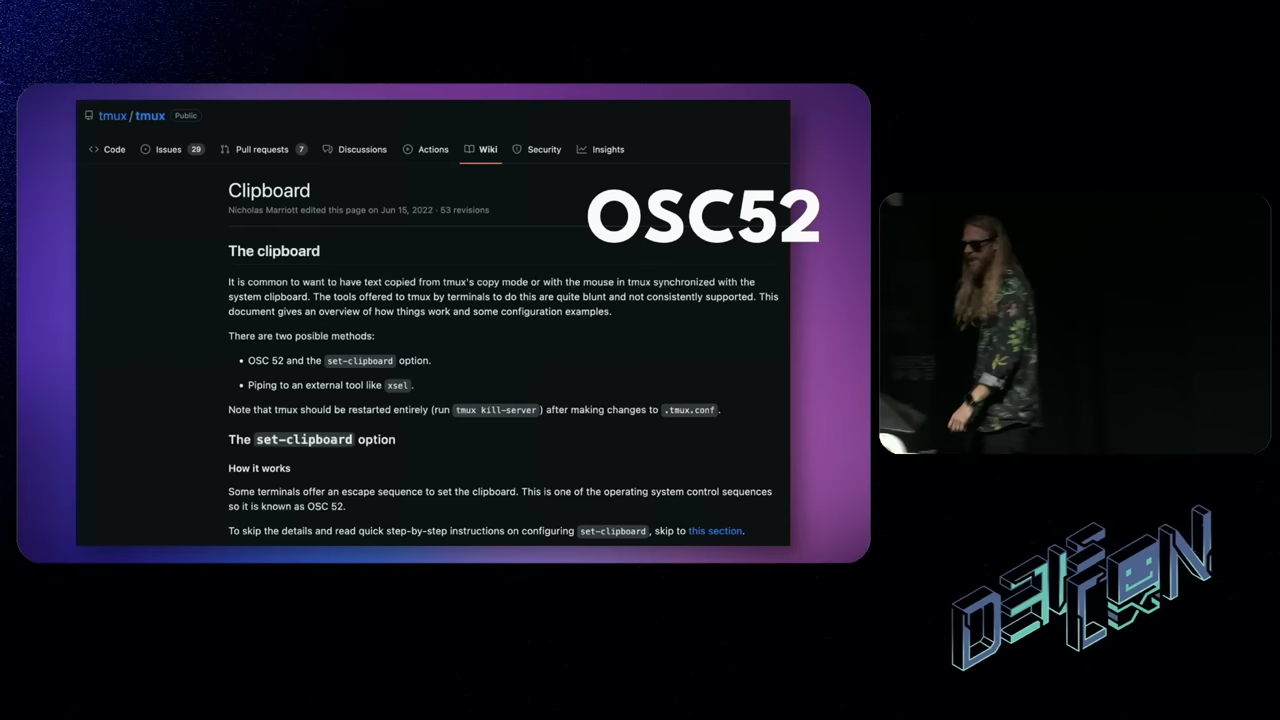 tmux / tmux Public
Code Issues 29 Pull requests 7 Discussions Actions Wiki Security Insights
Clipboard
Nicholas Marriott edited this page on Jun 15, 2022 · 53 revisions
OSC52
The clipboard
It is common to want to have text copied from tmux's copy mode or with the mouse in tmux synchronized with the
system clipboard. The tools offered to tmux by terminals to do this are quite blunt and not consistently supported. This
document gives an overview of how things work and some configuration examples.
There are two posible methods:
• OSC 52 and the set-clipboard option.
• Piping to an external tool like xsel.
Note that tmux should be restarted entirely (run tmux kill-server) after making changes to .tmux.conf.
The set-clipboard option
How it works
Some terminals offer an escape sequence to set the clipboard. This is one of the operating system control sequences
so it is known as OSC 52.
To skip the details and read quick step-by-step instructions on configuring set-clipboard, skip to this section.
DEF CON